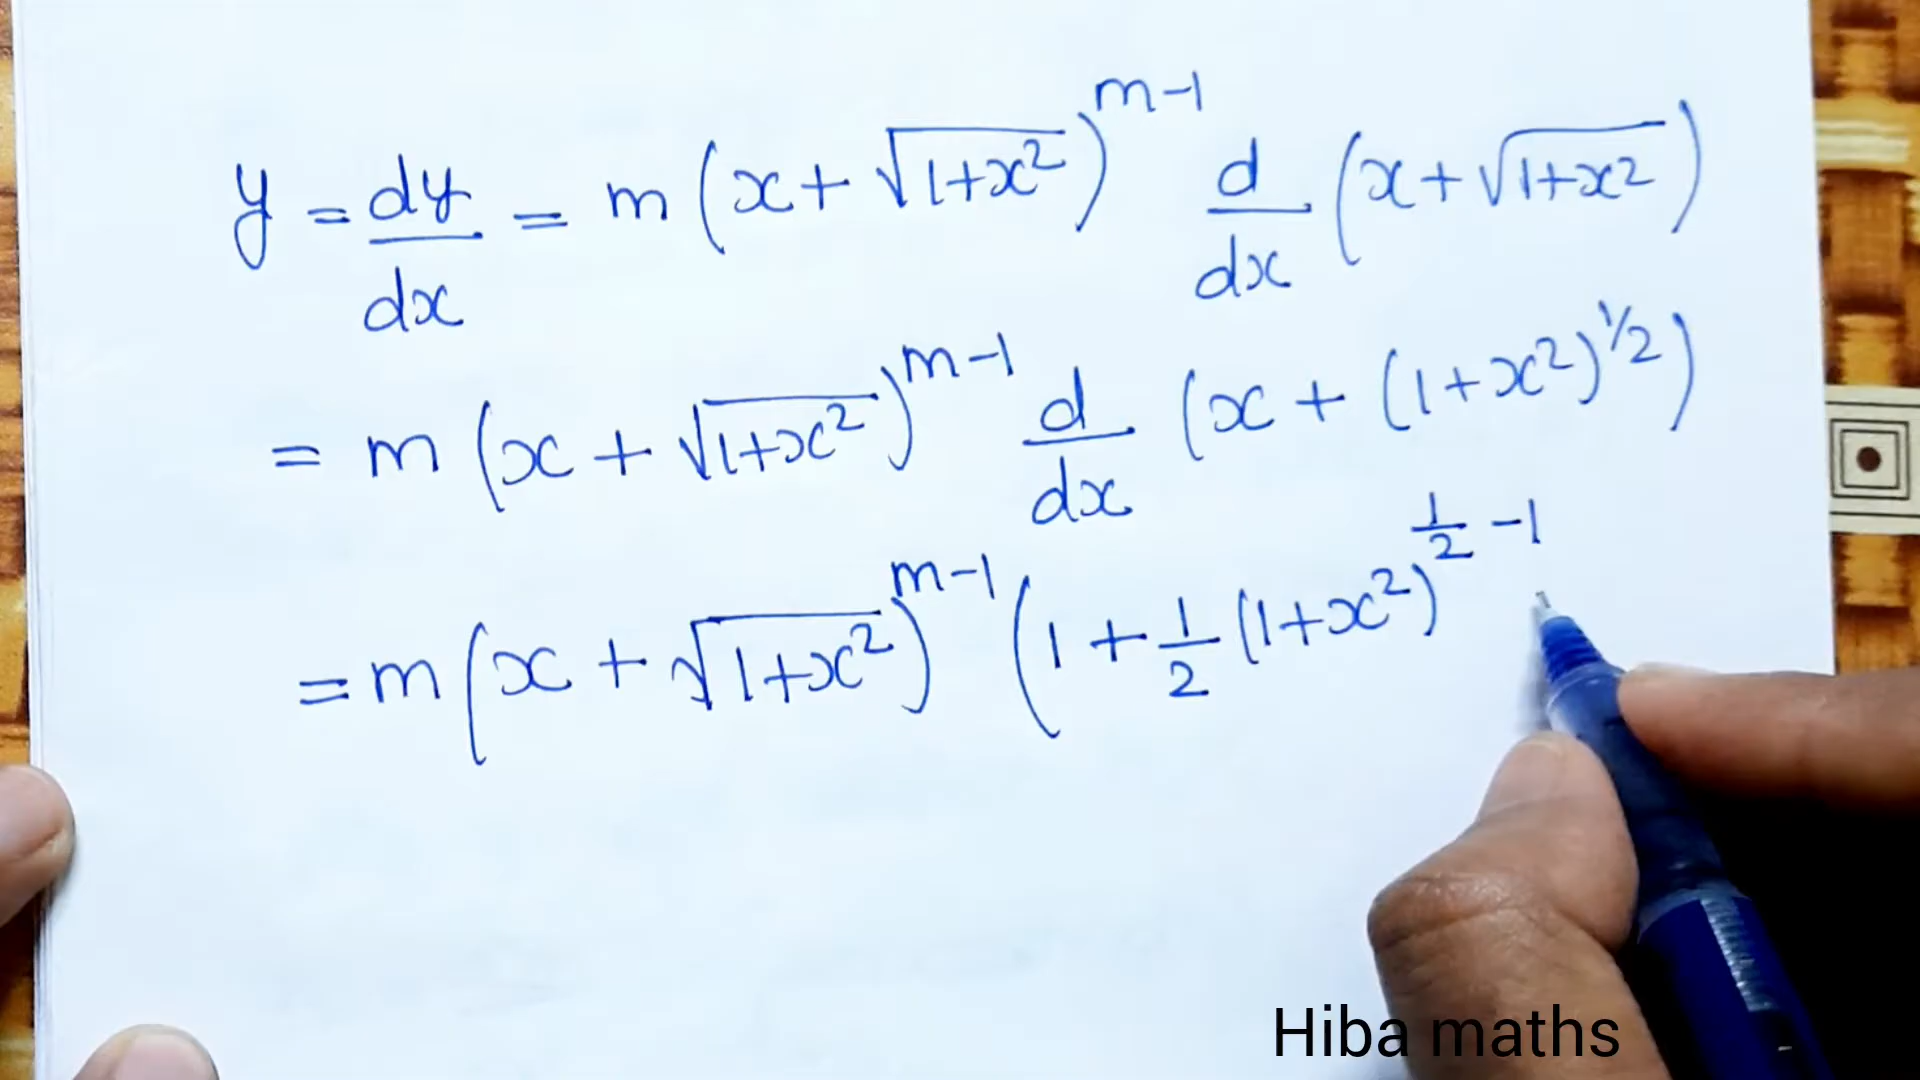 y = dy/dx = m(x+√(1+x²))^(m-1) d/dx (x+√(1+x²))
= m(x+√(1+x²))^(m-1) d/dx (x+(1+x²)^(1/2))
= m(x+√(1+x²))^(m-1) (1+1/2(1+x²)^(1/2 -1)
Hiba maths